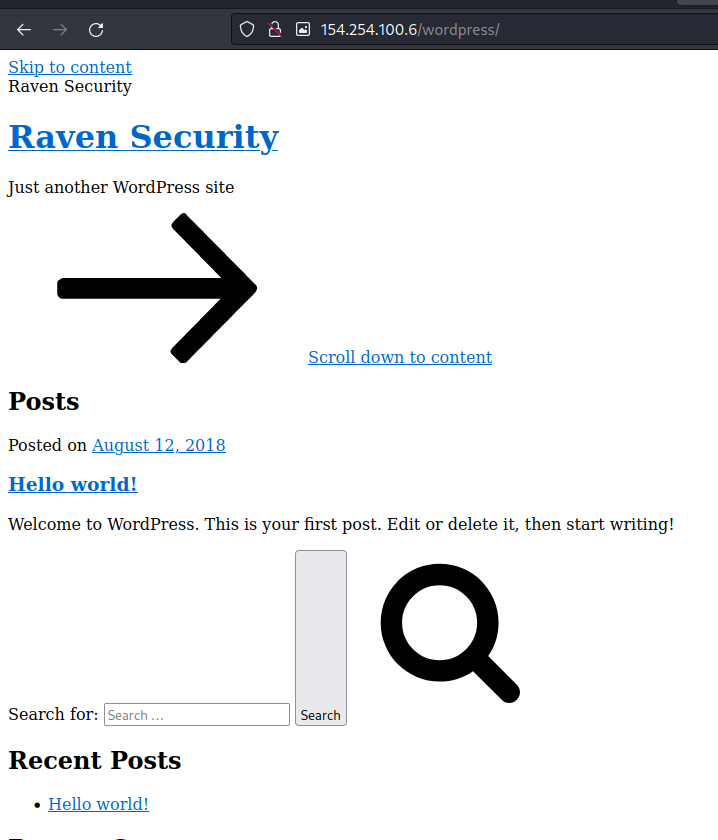 154.254.100.6/wordpress/
Skip to content
Raven Security
Raven Security
Just another WordPress site
Scroll down to content
Posts
Posted on August 12, 2018
Hello world!
Welcome to WordPress. This is your first post. Edit or delete it, then start writing!
Search for: Search … Search
Recent Posts
• Hello world!